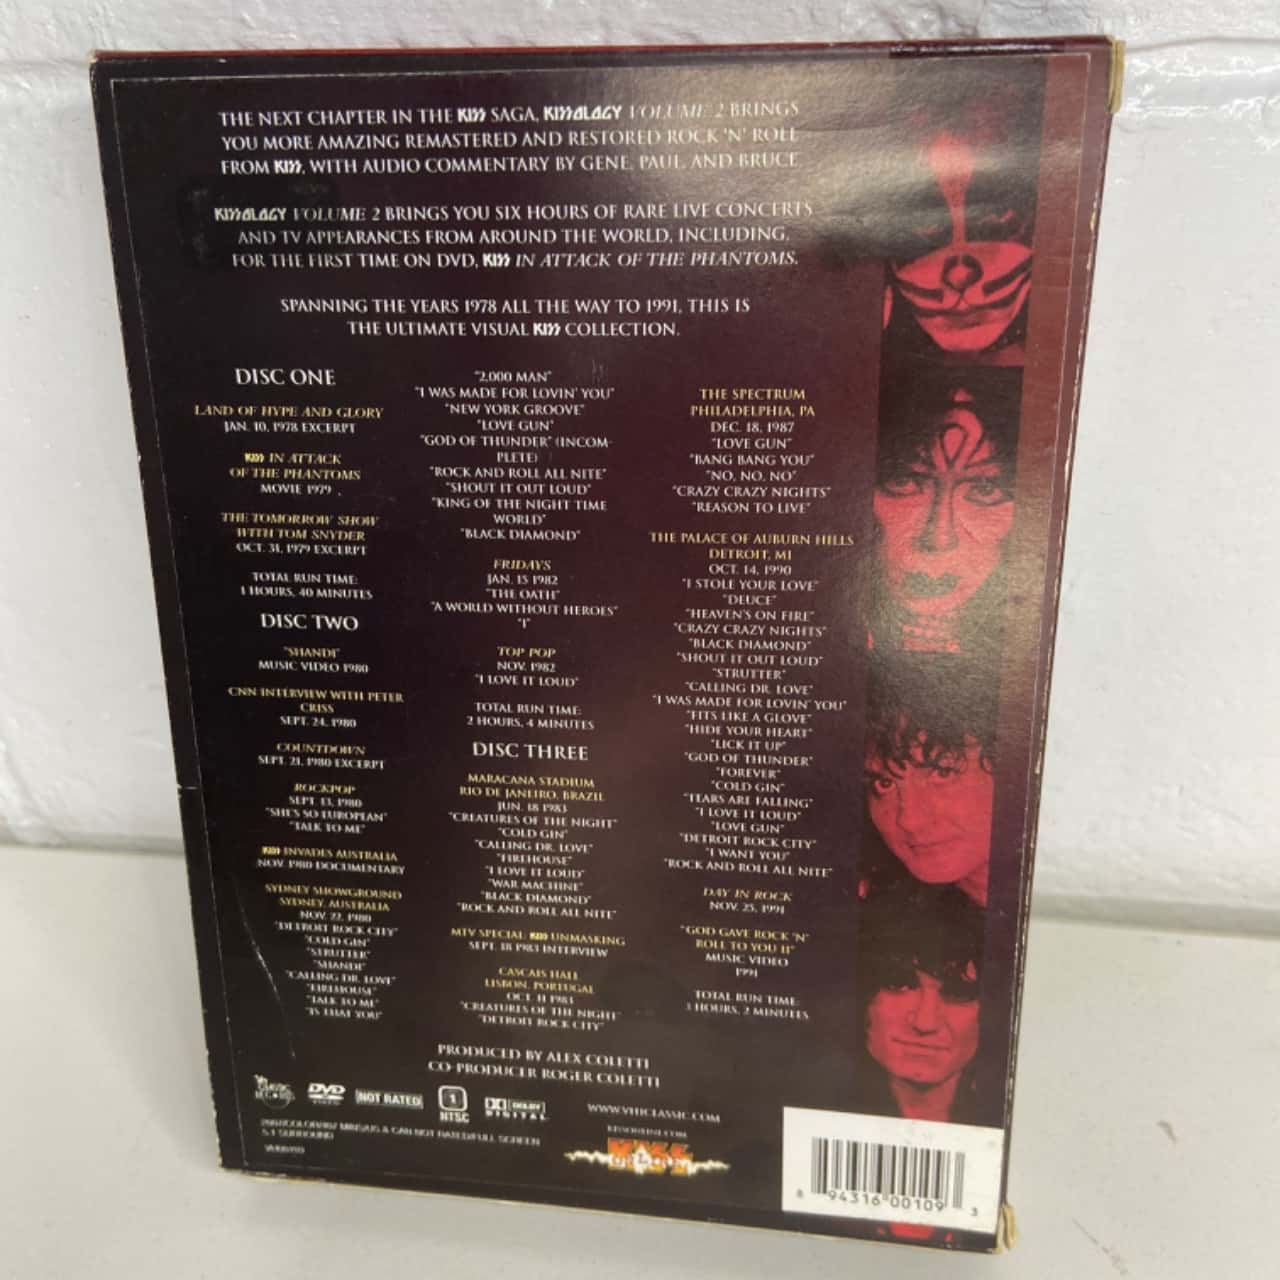 THE NEXT CHAPTER IN THE KISS SAGA, KISSOLOGY VOLUME 2 BRINGS
YOU MORE AMAZING REMASTERED AND RESTORED ROCK 'N' ROLL
FROM KISS, WITH AUDIO COMMENTARY BY GENE, PAUL AND BRUCE
KISSOLOGY VOLUME 2 BRINGS YOU SIX HOURS OF RARE LIVE CONCERTS
AND TV APPEARANCES FROM AROUND THE WORLD, INCLUDING,
FOR THE FIRST TIME ON DVD, KISS IN ATTACK OF THE PHANTOMS.
SPANNING THE YEARS 1978 ALL THE WAY TO 1991, THIS IS
THE ULTIMATE VISUAL KISS COLLECTION.
DISC ONE
LAND OF HYPE AND GLORY
JAN. 10, 1978 EXCERPT
KISS IN ATTACK
OF THE PHANTOMS
MOVIE 1979
THE TOMORROW SHOW
WITH TOM SNYDER
OCT. 31, 1979 EXCERPT
TOTAL RUN TIME:
1 HOURS, 40 MINUTES
DISC TWO
"SHANDI"
MUSIC VIDEO 1980
CNN INTERVIEW WITH PETER
CRISS
SEPT. 24, 1980
COUNTDOWN
SEPT. 21, 1980 EXCERPT
ROCKPOP
SEPT. 13, 1980
"SHE'S SO EUROPEAN"
"TALK TO ME"
KISS INVADES AUSTRALIA
NOV. 1980 DOCUMENTARY
SYDNEY SHOWGROUND
SYDNEY, AUSTRALIA
NOV. 22, 1980
"DETROIT ROCK CITY"
"COLD GIN"
"STRUTTER"
"SHANDI"
"CALLING DR. LOVE"
"FIREHOUSE"
"TALK TO ME"
"IS THAT YOU"
"2,000 MAN"
"I WAS MADE FOR LOVIN' YOU"
"NEW YORK GROOVE"
"LOVE GUN"
"GOD OF THUNDER" (INCOM-
PLETE)
"ROCK AND ROLL ALL NITE"
"SHOUT IT OUT LOUD"
"KING OF THE NIGHT TIME
WORLD"
"BLACK DIAMOND"
FRIDAYS
JAN. 15 1982
"THE OATH"
"A WORLD WITHOUT HEROES"
"I"
TOP POP
NOV. 1982
"I LOVE IT LOUD"
TOTAL RUN TIME:
2 HOURS, 4 MINUTES
DISC THREE
MARACANA STADIUM
RIO DE JANEIRO, BRAZIL
JUN. 18 1983
"CREATURES OF THE NIGHT"
"COLD GIN"
"CALLING DR. LOVE"
"FIREHOUSE"
"I LOVE IT LOUD"
"WAR MACHINE"
"BLACK DIAMOND"
"ROCK AND ROLL ALL NITE"
MTV SPECIAL: KISS UNMASKING
SEPT. 18 1983 INTERVIEW
CASCAIS HALL
LISBON, PORTUGAL
OCT. 11 1983
"CREATURES OF THE NIGHT"
"DETROIT ROCK CITY"
THE SPECTRUM
PHILADELPHIA, PA
DEC. 18, 1987
"LOVE GUN"
"BANG BANG YOU"
"NO, NO, NO"
"CRAZY CRAZY NIGHTS"
"REASON TO LIVE"
THE PALACE OF AUBURN HILLS
DETROIT, MI
OCT. 14, 1990
"I STOLE YOUR LOVE"
"DEUCE"
"HEAVEN'S ON FIRE"
"CRAZY CRAZY NIGHTS"
"BLACK DIAMOND"
"SHOUT IT OUT LOUD"
"STRUTTER"
"CALLING DR. LOVE"
"I WAS MADE FOR LOVIN' YOU"
"FITS LIKE A GLOVE"
"HIDE YOUR HEART"
"LICK IT UP"
"GOD OF THUNDER"
"FOREVER"
"COLD GIN"
"TEARS ARE FALLING"
"I LOVE IT LOUD"
"LOVE GUN"
"DETROIT ROCK CITY"
"I WANT YOU"
"ROCK AND ROLL ALL NITE"
DAY IN ROCK
NOV. 25, 1991
"GOD GAVE ROCK 'N'
ROLL TO YOU II"
MUSIC VIDEO
1991
TOTAL RUN TIME:
3 HOURS, 2 MINUTES
PRODUCED BY ALEX COLETTI
CO-PRODUCER ROGER COLETTI
DVD
VIDEO
NOT RATED
1
NTSC
DOLBY
DIGITAL
WWW.VH1CLASSIC.COM
KISSONLINE.COM
NOT RATED/FULL SCREEN
5.1 SURROUND
8 94316 00109 3